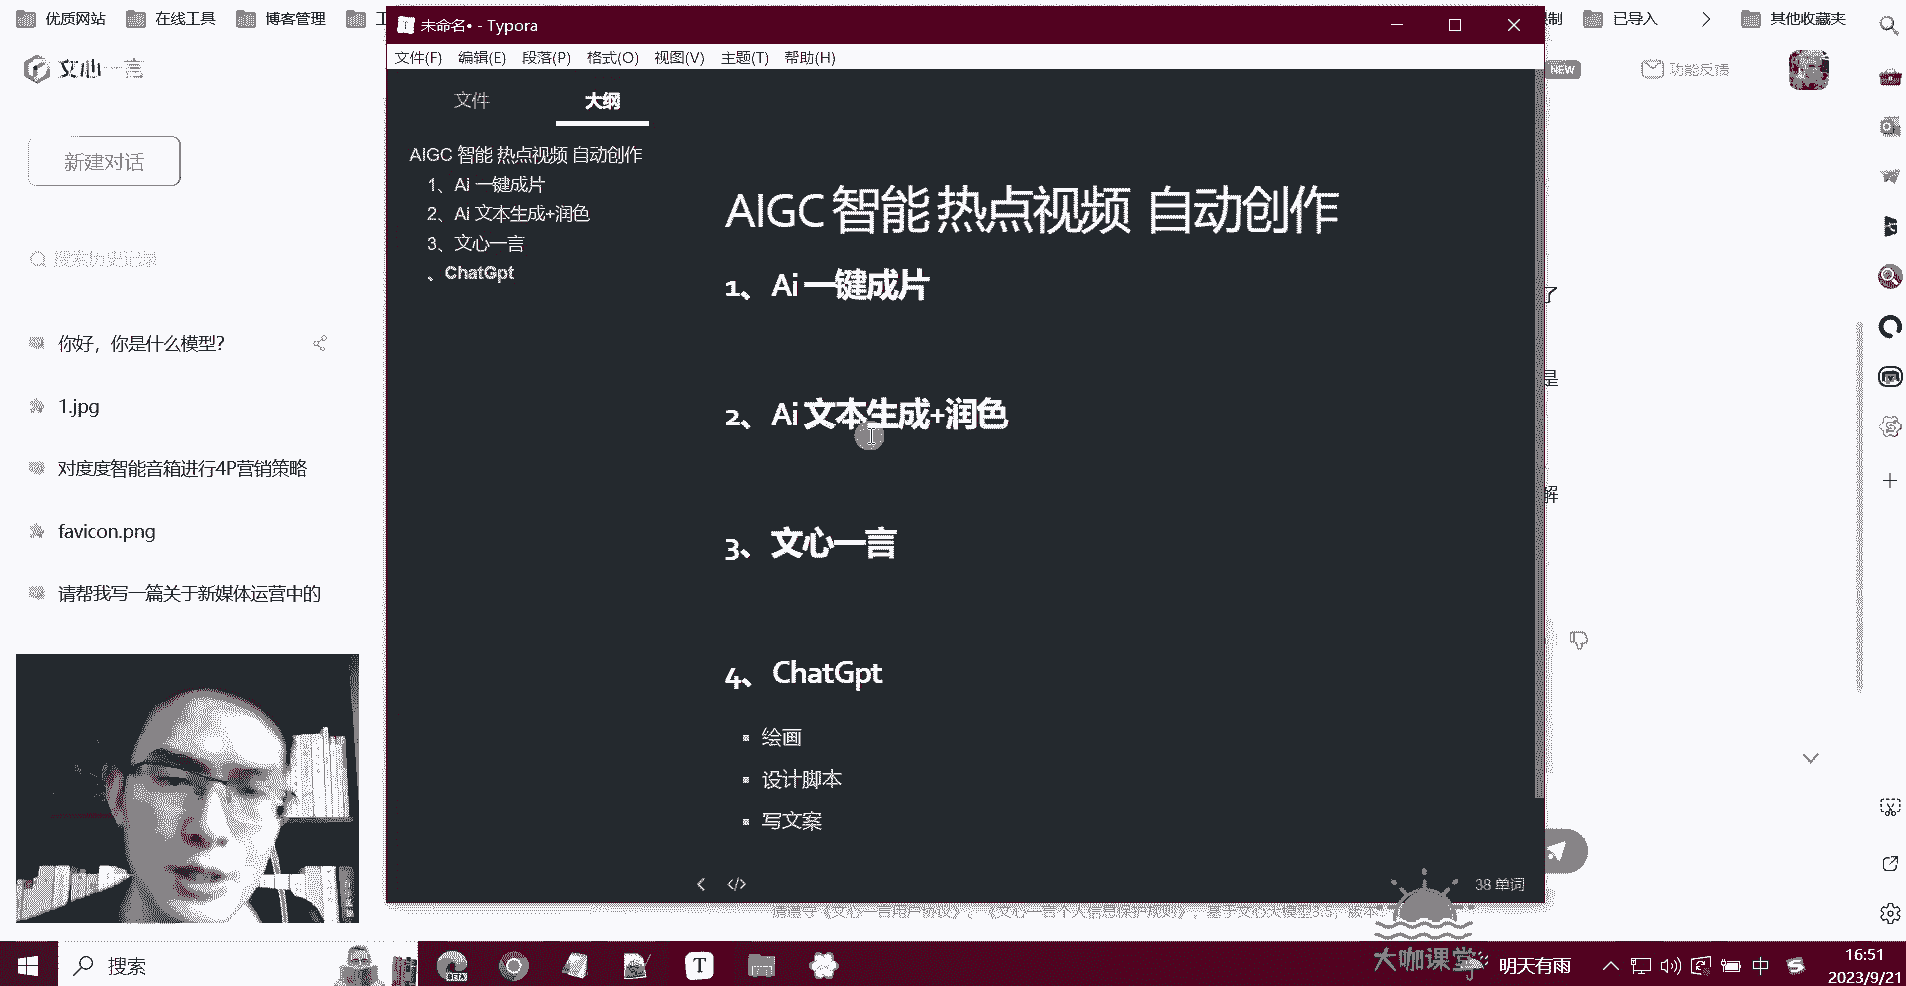 优质网站
在线工具
博客管理
已导入
其他收藏夹
未命名• - Typora
文件(F) 编辑(E) 段落(P) 格式(O) 视图(V) 主题(T) 帮助(H)
文心一言
NEW
功能反馈
文件
大纲
新建对话
AIGC 智能 热点视频 自动创作
1、Ai 一键成片
2、Ai 文本生成+润色
3、文心一言
、ChatGpt
搜索历史记录
你好，你是什么模型?
1.jpg
对度度智能音箱进行4P营销策略
favicon.png
请帮我写一篇关于新媒体运营中的
AIGC 智能 热点视频 自动创作
1、 Ai 一键成片
2、 Ai 文本生成+润色
3、 文心一言
4、 ChatGpt
绘画
设计脚本
写文案
38 单词
请遵守《文心一言用户协议》，《文心一言个人信息保护规则》，基于文心大模型3.5，版本
大咖课堂
搜索
BETA
T
明天有雨
中
16:51
2023/9/21